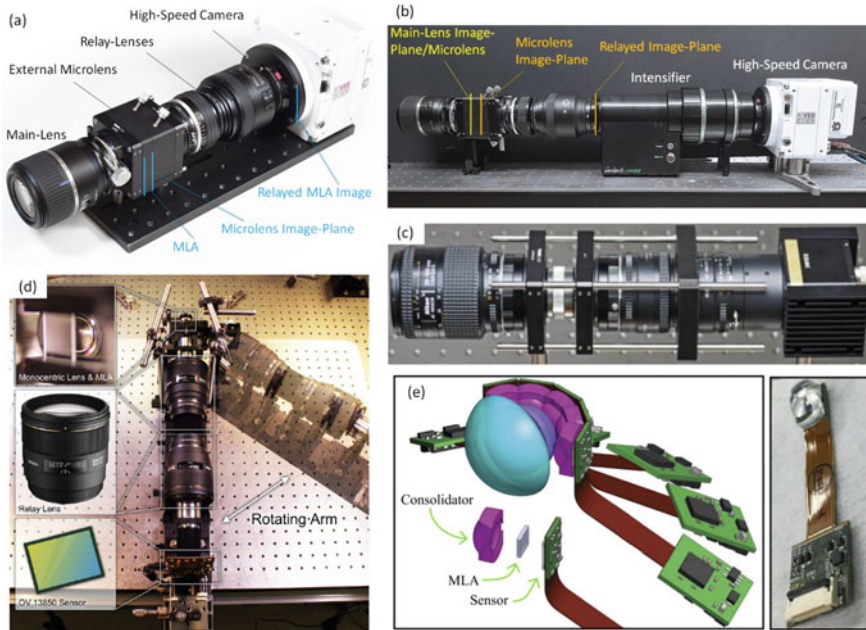 (a)
High-Speed Camera
Relay-Lenses
External Microlens
Main-Lens
Relayed MLA Image
Microlens Image-Plane
MLA
(b)
Main-Lens Image-
Plane/Microlens
Microlens
Image-Plane
Relayed Image-Plane
Intensifier
High-Speed Camera
(c)
(d)
Monocentric Lens & MLA
Relay Lens
OV 13850 Sensor
Rotating Arm
(e)
Consolidator
MLA
Sensor